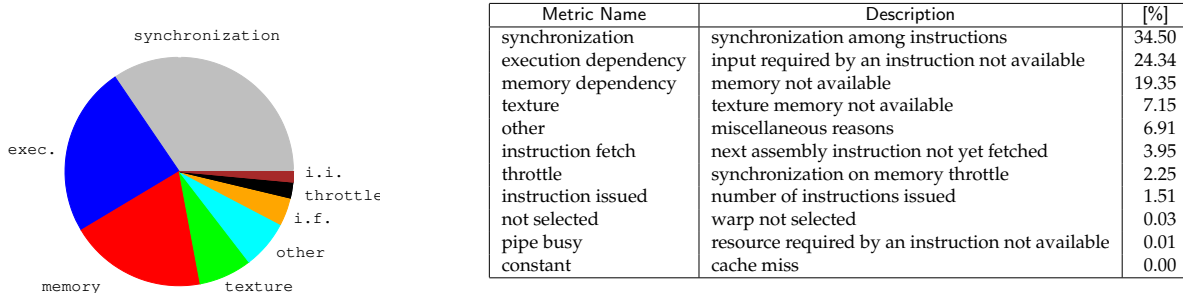 synchronization
exec.
i.i.
throttle
i.f.
other
memory
texture
Metric Name Description [%]
synchronization synchronization among instructions 34.50
execution dependency input required by an instruction not available 24.34
memory dependency memory not available 19.35
texture texture memory not available 7.15
other miscellaneous reasons 6.91
instruction fetch next assembly instruction not yet fetched 3.95
throttle synchronization on memory throttle 2.25
instruction issued number of instructions issued 1.51
not selected warp not selected 0.03
pipe busy resource required by an instruction not available 0.01
constant cache miss 0.00